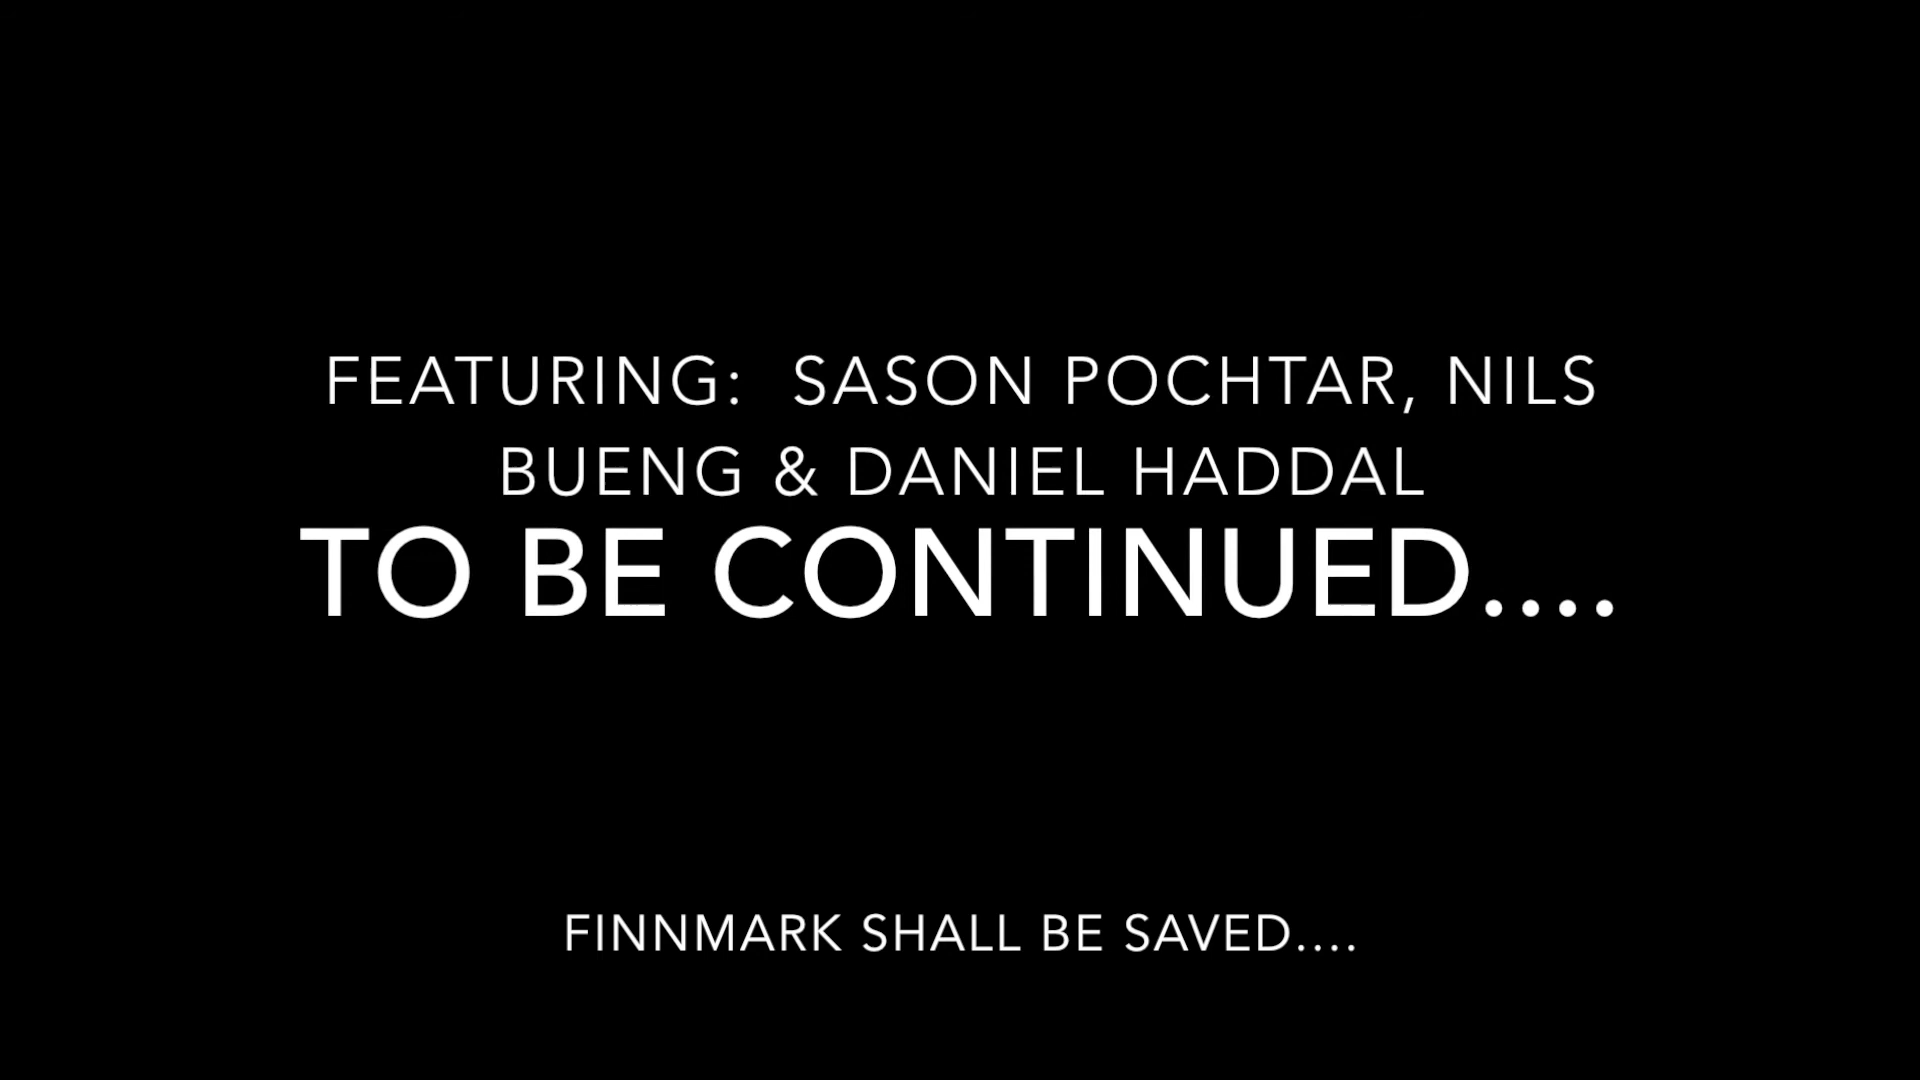 FEATURING:  SASON POCHTAR, NILS
BUENG & DANIEL HADDAL
TO BE CONTINUED....
FINNMARK SHALL BE SAVED....